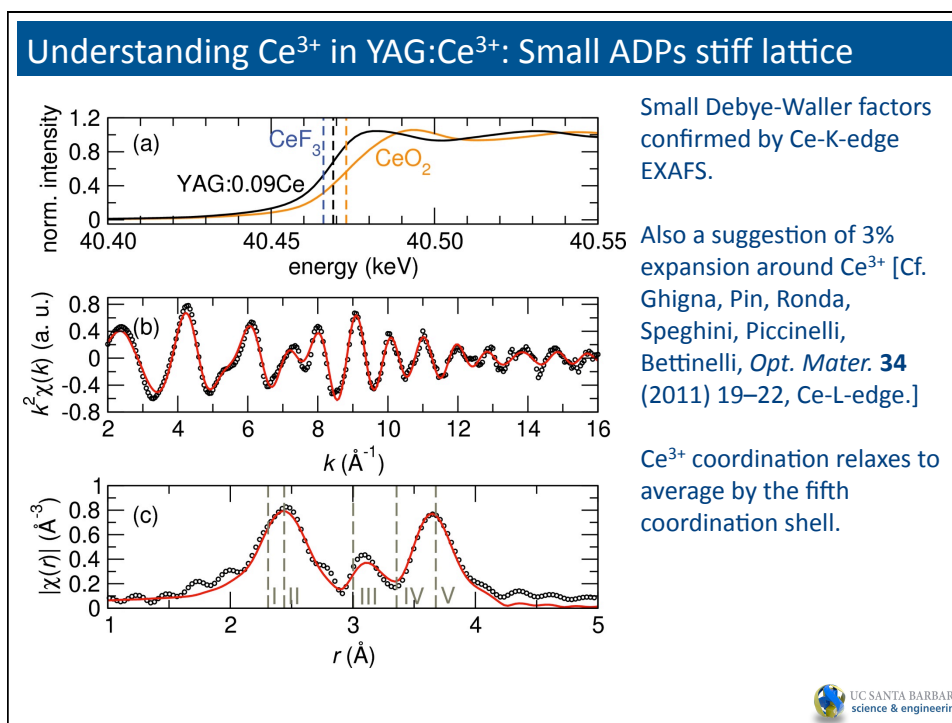 Understanding Ce³⁺ in YAG:Ce³⁺: Small ADPs stiff lattice
norm. intensity
1.2
0.8
0.4
0
(a)
CeF₃
CeO₂
YAG:0.09Ce
40.40
40.45
40.50
40.55
energy (keV)
k²χ(k) (a. u.)
0.8
0.4
0.0
-0.4
-0.8
(b)
2
4
6
8
10
12
14
16
k (Å⁻¹)
|χ(r)| (Å⁻³)
1
0.8
0.6
0.4
0.2
0
(c)
I
II
III
IV
V
1
2
3
4
5
r (Å)
Small Debye-Waller factors
confirmed by Ce-K-edge
EXAFS.
Also a suggestion of 3%
expansion around Ce³⁺ [Cf.
Ghigna, Pin, Ronda,
Speghini, Piccinelli,
Bettinelli, Opt. Mater. 34
(2011) 19–22, Ce-L-edge.]
Ce³⁺ coordination relaxes to
average by the fifth
coordination shell.
UC SANTA BARBAR
science & engineering